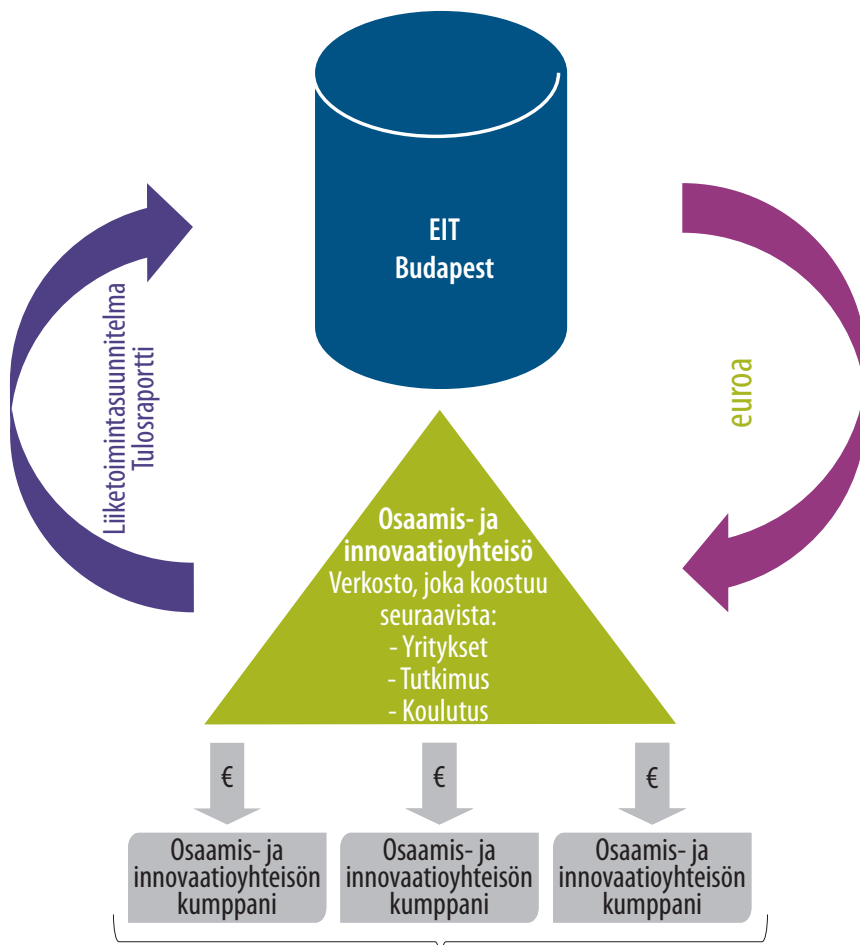 EIT
Budapest
Liiketoimintasuunnitelma
Tulosraportti
euroa
Osaamis- ja
innovaatioyhteisö
Verkosto, joka koostuu
seuraavista:
- Yritykset
- Tutkimus
- Koulutus
€
€
€
Osaamis- ja
innovaatioyhteisön
kumppani
Osaamis- ja
innovaatioyhteisön
kumppani
Osaamis- ja
innovaatioyhteisön
kumppani